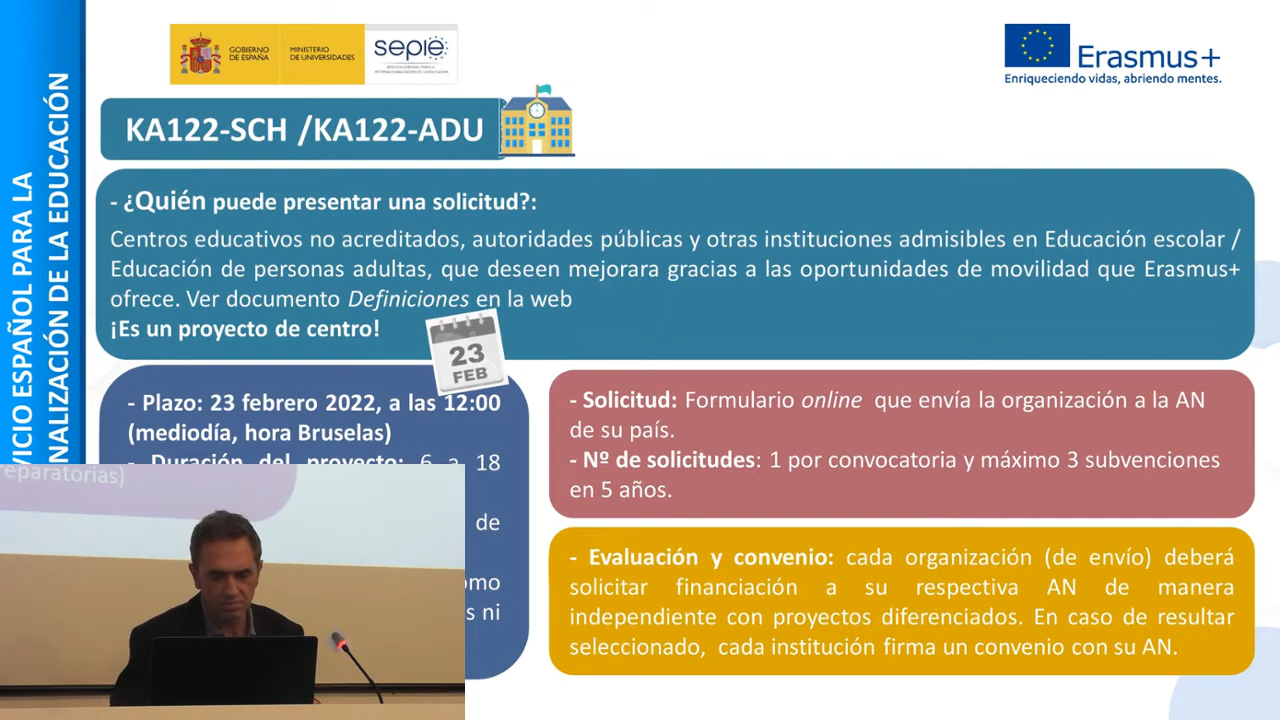 GOBIERNO
DE ESPAÑA
MINISTERIO
DE UNIVERSIDADES
sepie
SERVICIO ESPAÑOL PARA LA
INTERNACIONALIZACIÓN DE LA EDUCACIÓN
Erasmus+
Enriqueciendo vidas, abriendo mentes.
VICIO ESPAÑOL PARA LA
NALIZACIÓN DE LA EDUCACIÓN
KA122-SCH /KA122-ADU
- ¿Quién puede presentar una solicitud?:
Centros educativos no acreditados, autoridades públicas y otras instituciones admisibles en Educación escolar /
Educación de personas adultas, que deseen mejorara gracias a las oportunidades de movilidad que Erasmus+
ofrece. Ver documento Definiciones en la web
¡Es un proyecto de centro!
23
FEB
- Plazo: 23 febrero 2022, a las 12:00
(mediodía, hora Bruselas)
- Duración del proyecto: 6 a 18
de
omo
s ni
reparatorias)
- Solicitud: Formulario online que envía la organización a la AN
de su país.
- Nº de solicitudes: 1 por convocatoria y máximo 3 subvenciones
en 5 años.
- Evaluación y convenio: cada organización (de envío) deberá
solicitar financiación a su respectiva AN de manera
independiente con proyectos diferenciados. En caso de resultar
seleccionado, cada institución firma un convenio con su AN.